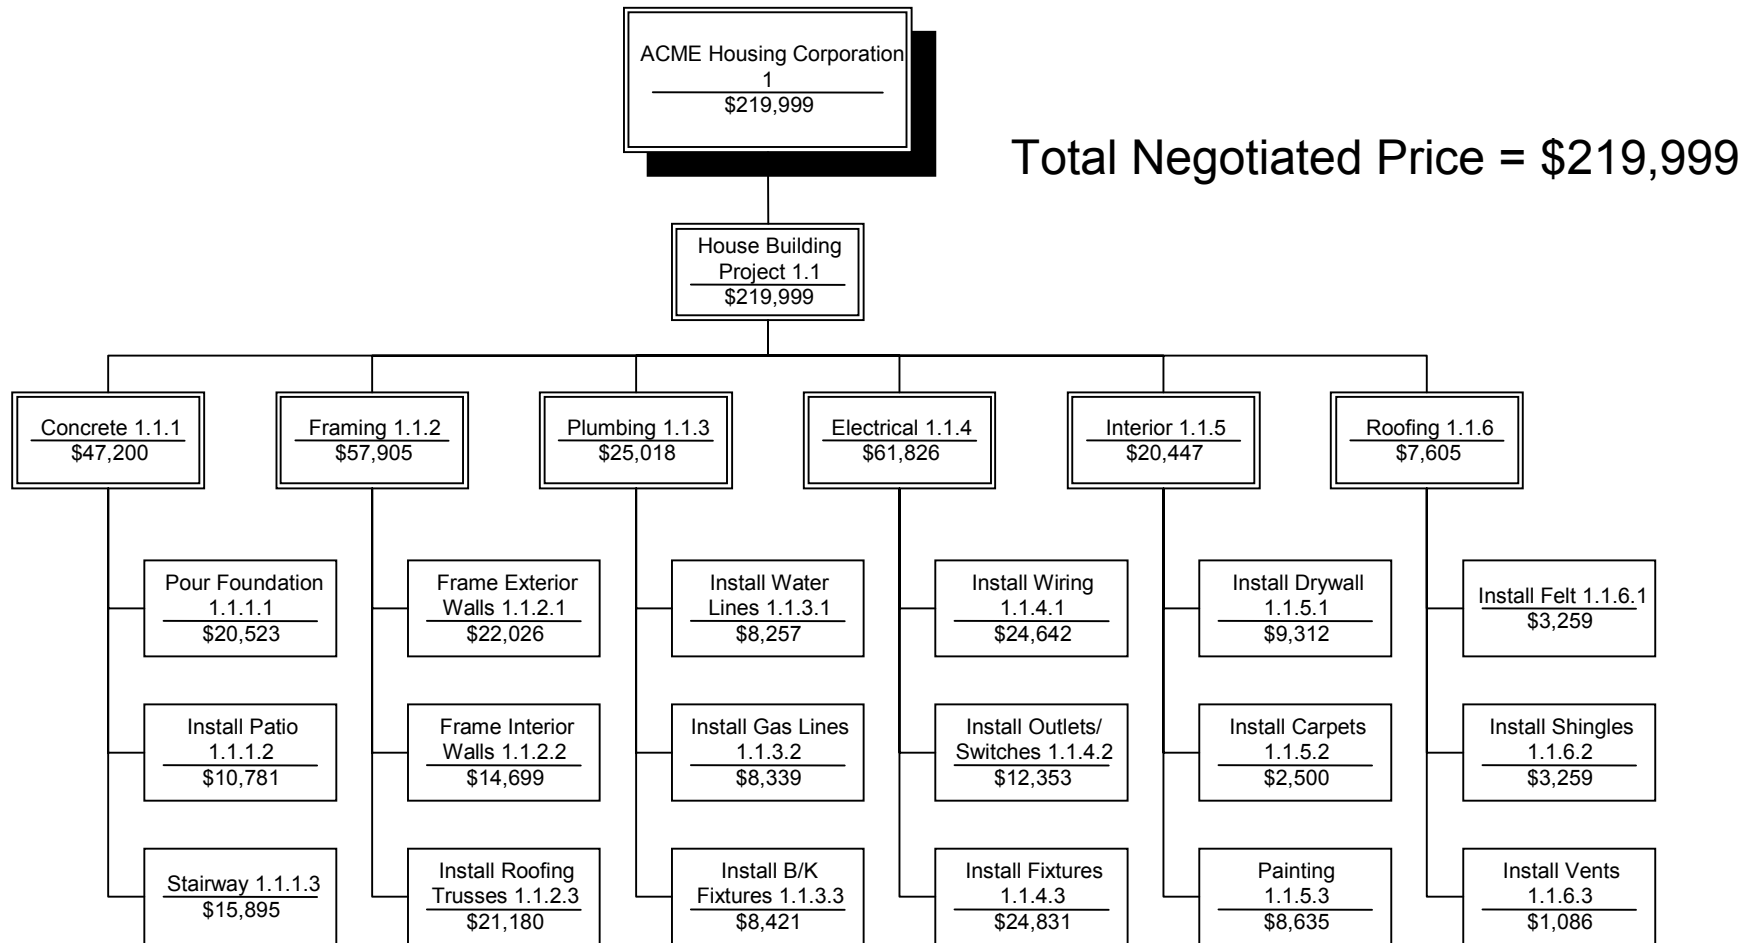 ACME Housing Corporation
1
$219,999
Total Negotiated Price = $219,999
House Building
Project 1.1
$219,999
Concrete 1.1.1
$47,200
Framing 1.1.2
$57,905
Plumbing 1.1.3
$25,018
Electrical 1.1.4
$61,826
Interior 1.1.5
$20,447
Roofing 1.1.6
$7,605
Pour Foundation
1.1.1.1
$20,523
Frame Exterior
Walls 1.1.2.1
$22,026
Install Water
Lines 1.1.3.1
$8,257
Install Wiring
1.1.4.1
$24,642
Install Drywall
1.1.5.1
$9,312
Install Felt 1.1.6.1
$3,259
Install Patio
1.1.1.2
$10,781
Frame Interior
Walls 1.1.2.2
$14,699
Install Gas Lines
1.1.3.2
$8,339
Install Outlets/
Switches 1.1.4.2
$12,353
Install Carpets
1.1.5.2
$2,500
Install Shingles
1.1.6.2
$3,259
Stairway 1.1.1.3
$15,895
Install Roofing
Trusses 1.1.2.3
$21,180
Install B/K
Fixtures 1.1.3.3
$8,421
Install Fixtures
1.1.4.3
$24,831
Painting
1.1.5.3
$8,635
Install Vents
1.1.6.3
$1,086